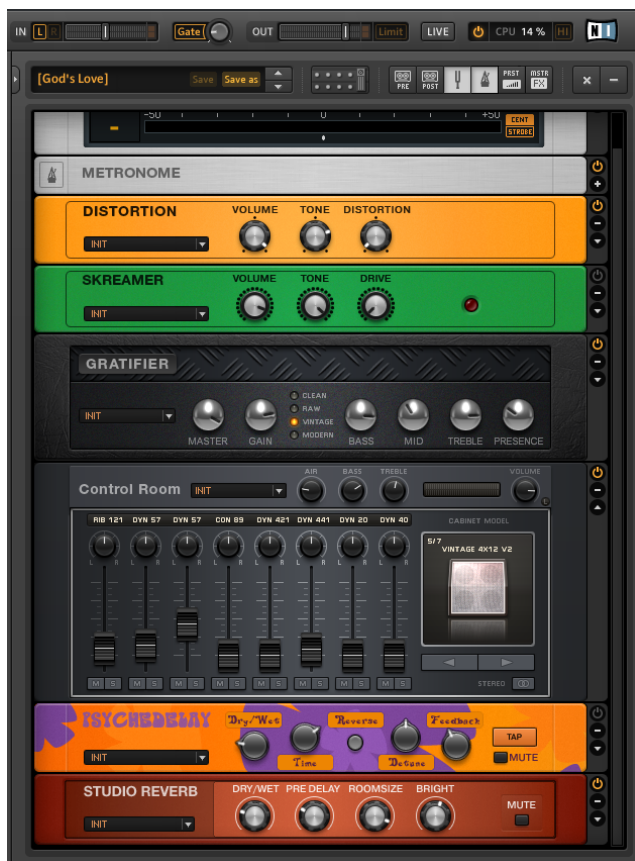 IN L R Gate OUT Limit LIVE CPU 14 % HI N I
[God's Love] Save Save as PRE POST PRST MSTR FX
-50 0 +50 CENT
STROBE
METRONOME
DISTORTION VOLUME TONE DISTORTION
INIT
SKREAMER VOLUME TONE DRIVE
INIT
GRATIFIER
CLEAN
RAW
INIT VINTAGE
MODERN
MASTER GAIN BASS MID TREBLE PRESENCE
AIR BASS TREBLE VOLUME
Control Room INIT
RIB 121 DYN 57 DYN 57 CON 89 DYN 421 DYN 441 DYN 20 DYN 40 CABINET MODEL
5/7
VINTAGE 4X12 V2
L R L R L R L R L R L R L R L R
M S M S M S M S M S M S M S M S STEREO
PSYCHEDELAY Dry/Wet Reverse Feedback
TAP
INIT Time Detune MUTE
STUDIO REVERB DRY/WET PRE DELAY ROOMSIZE BRIGHT
MUTE
INIT